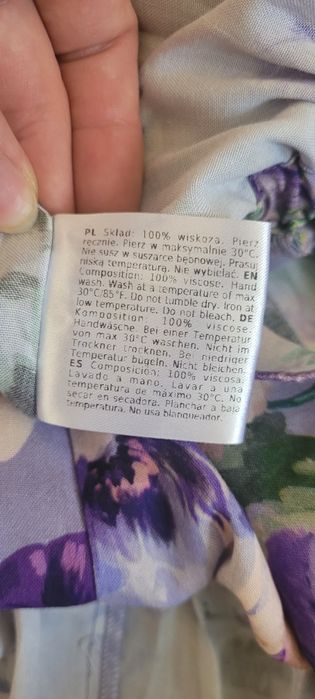 PL Skład: 100% wiskoza. Pierz
ręcznie. Pierz w maksymalnie 30°C.
Nie susz w suszarce bębnowej. Prasuj
niską temperaturą. Nie wybielać. EN
Composition: 100% viscose. Hand
wash. Wash at a temperature of max
30°C/85°F. Do not tumble dry. Iron at
low temperature. Do not bleach. DE
Komposition: 100% viscose.
Handwäsche. Bei einer Temperatur
von max 30°C waschen. Nicht im
Trockner trocknen. Bei niedriger
Temperatur bügeln. Nicht bleichen.
ES Composición: 100% viscosa.
Lavado a mano. Lavar a una
temperatura de máximo 30°C. No
secar en secadora. Planchar a baja
temperatura. No usa blanqueador.